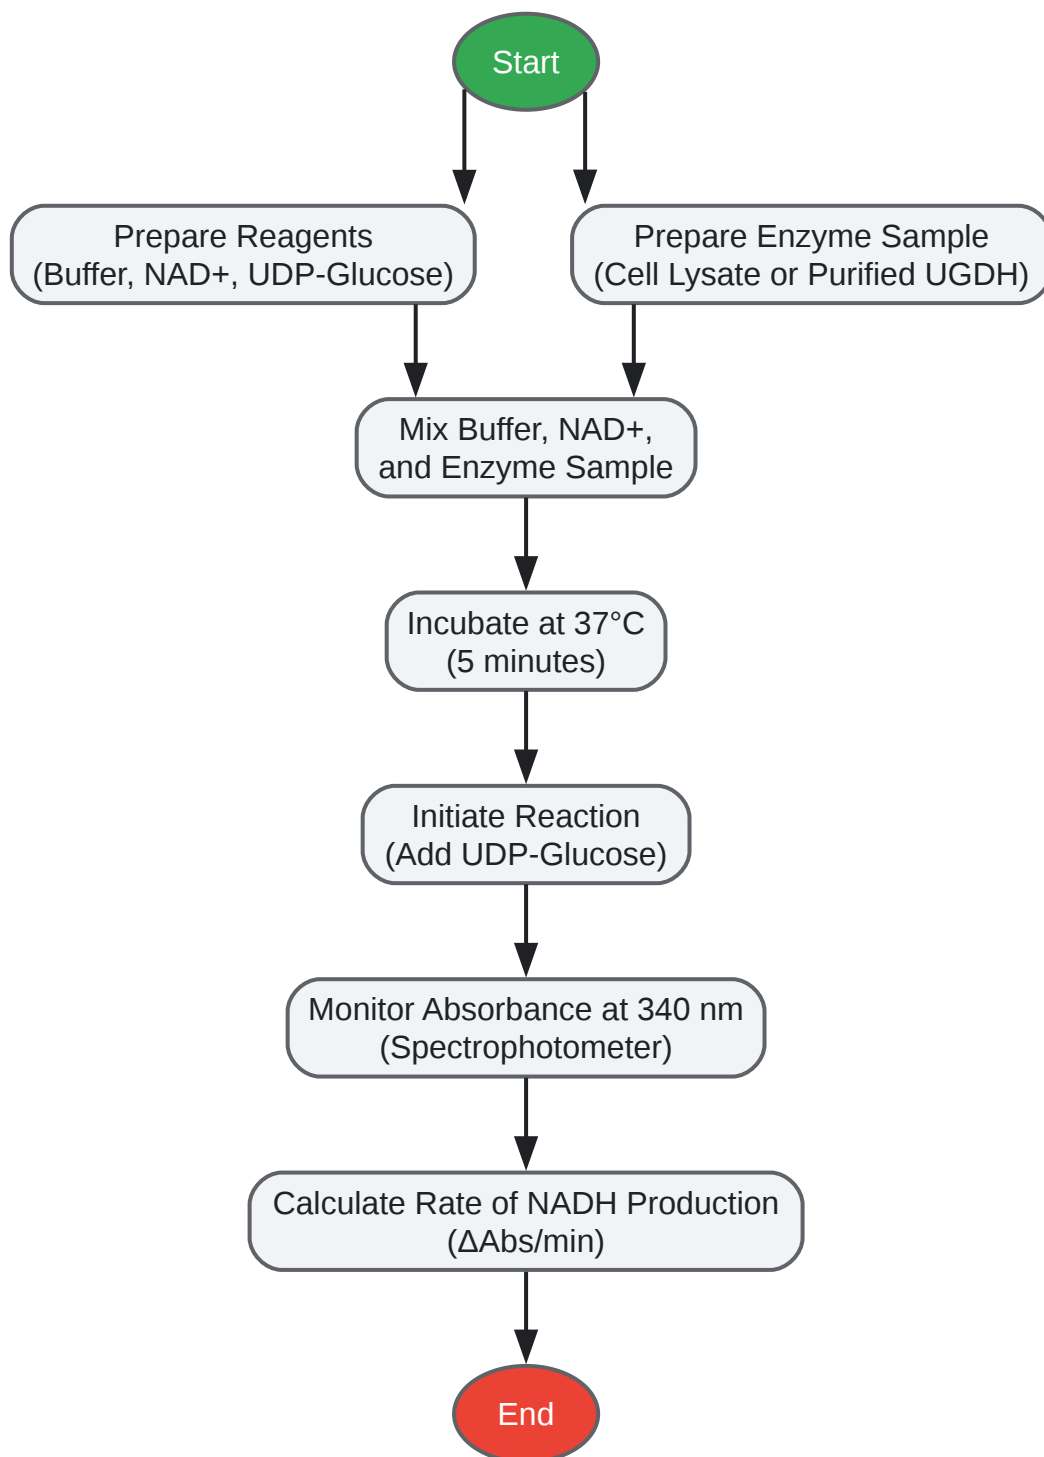 Start
Prepare Reagents
(Buffer, NAD+, UDP-Glucose)
Prepare Enzyme Sample
(Cell Lysate or Purified UGDH)
Mix Buffer, NAD+,
and Enzyme Sample
Incubate at 37°C
(5 minutes)
Initiate Reaction
(Add UDP-Glucose)
Monitor Absorbance at 340 nm
(Spectrophotometer)
Calculate Rate of NADH Production
(ΔAbs/min)
End